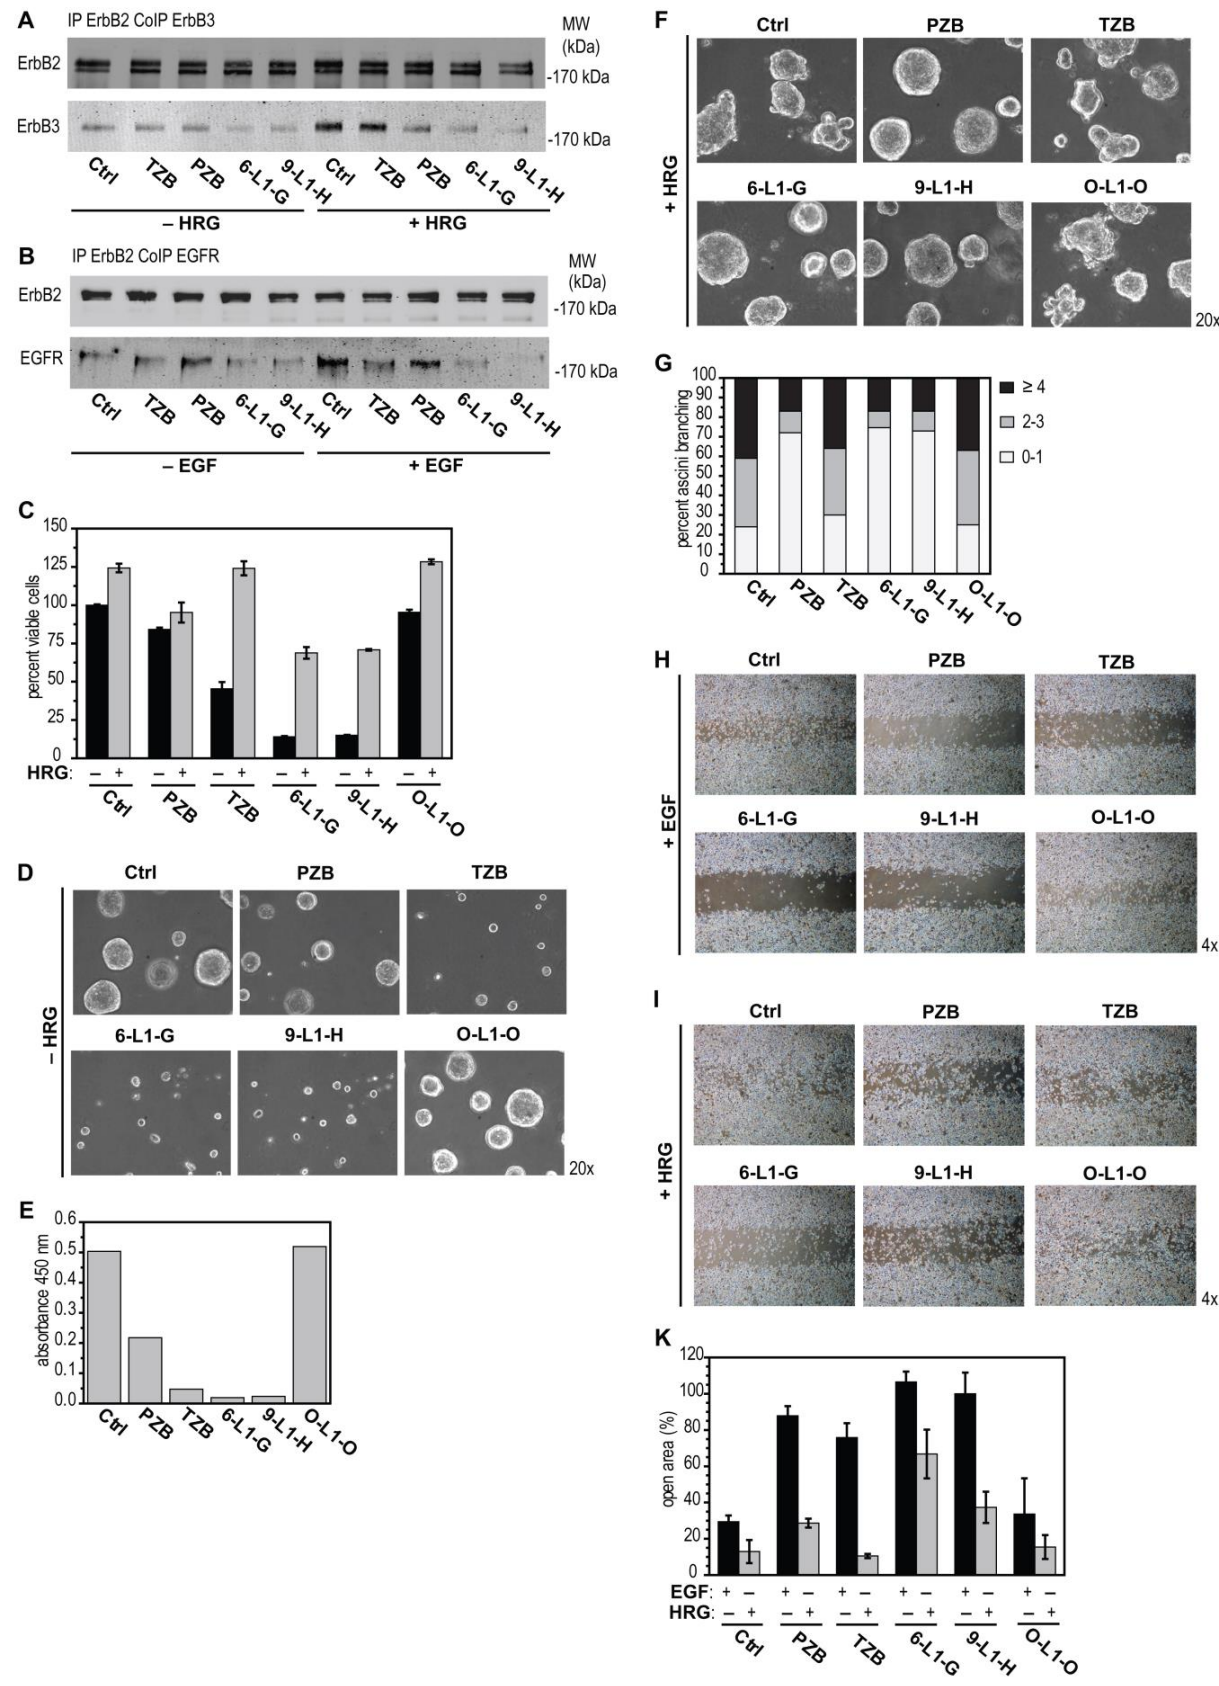 A
IP ErbB2 CoIP ErbB3
MW
(kDa)
ErbB2
-170 kDa
ErbB3
-170 kDa
Ctrl TZB PZB 6-L1-G 9-L1-H Ctrl TZB PZB 6-L1-G 9-L1-H
– HRG + HRG
B
IP ErbB2 CoIP EGFR
MW
(kDa)
ErbB2
-170 kDa
EGFR
-170 kDa
Ctrl TZB PZB 6-L1-G 9-L1-H Ctrl TZB PZB 6-L1-G 9-L1-H
– EGF + EGF
C
percent viable cells
150
125
100
75
50
25
0
HRG: – + – + – + – + – + – +
Ctrl PZB TZB 6-L1-G 9-L1-H O-L1-O
D
Ctrl PZB TZB
– HRG
6-L1-G 9-L1-H O-L1-O
20x
E
absorbance 450 nm
0.6
0.5
0.4
0.3
0.2
0.1
0.0
Ctrl PZB TZB 6-L1-G 9-L1-H O-L1-O
F
Ctrl PZB TZB
+ HRG
6-L1-G 9-L1-H O-L1-O
20x
G
percent ascini branching
100
90
80
70
60
50
40
30
20
10
0
≥ 4
2-3
0-1
Ctrl PZB TZB 6-L1-G 9-L1-H O-L1-O
H
Ctrl PZB TZB
+ EGF
6-L1-G 9-L1-H O-L1-O
4x
I
Ctrl PZB TZB
+ HRG
6-L1-G 9-L1-H O-L1-O
4x
K
open area (%)
120
100
80
60
40
20
0
EGF: + – + – + – + – + – + –
HRG: – + – + – + – + – + – +
Ctrl PZB TZB 6-L1-G 9-L1-H O-L1-O